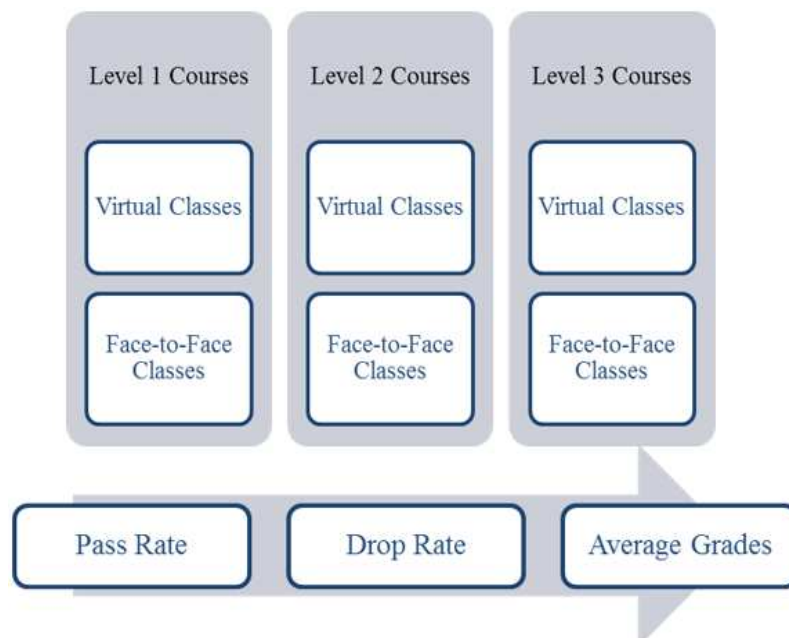 Level 1 Courses
Level 2 Courses
Level 3 Courses
Virtual Classes
Virtual Classes
Virtual Classes
Face-to-Face
Classes
Face-to-Face
Classes
Face-to-Face
Classes
Pass Rate
Drop Rate
Average Grades